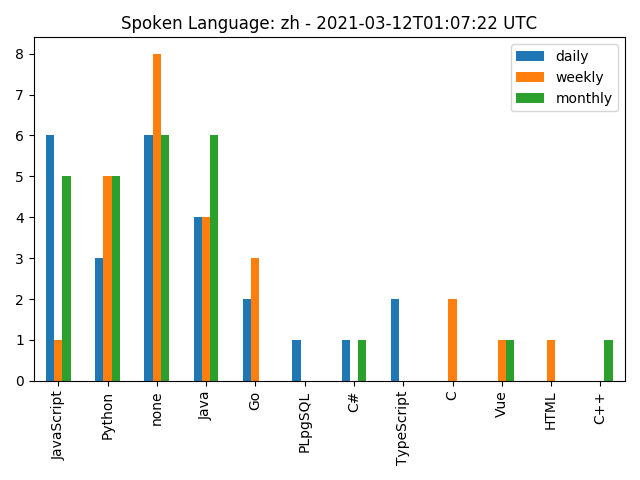 Spoken Language: zh - 2021-03-12T01:07:22 UTC
daily
weekly
monthly
8
7
6
5
4
3
2
1
0
JavaScript
Python
none
Java
Go
PLpgSQL
C#
TypeScript
C
Vue
HTML
C++